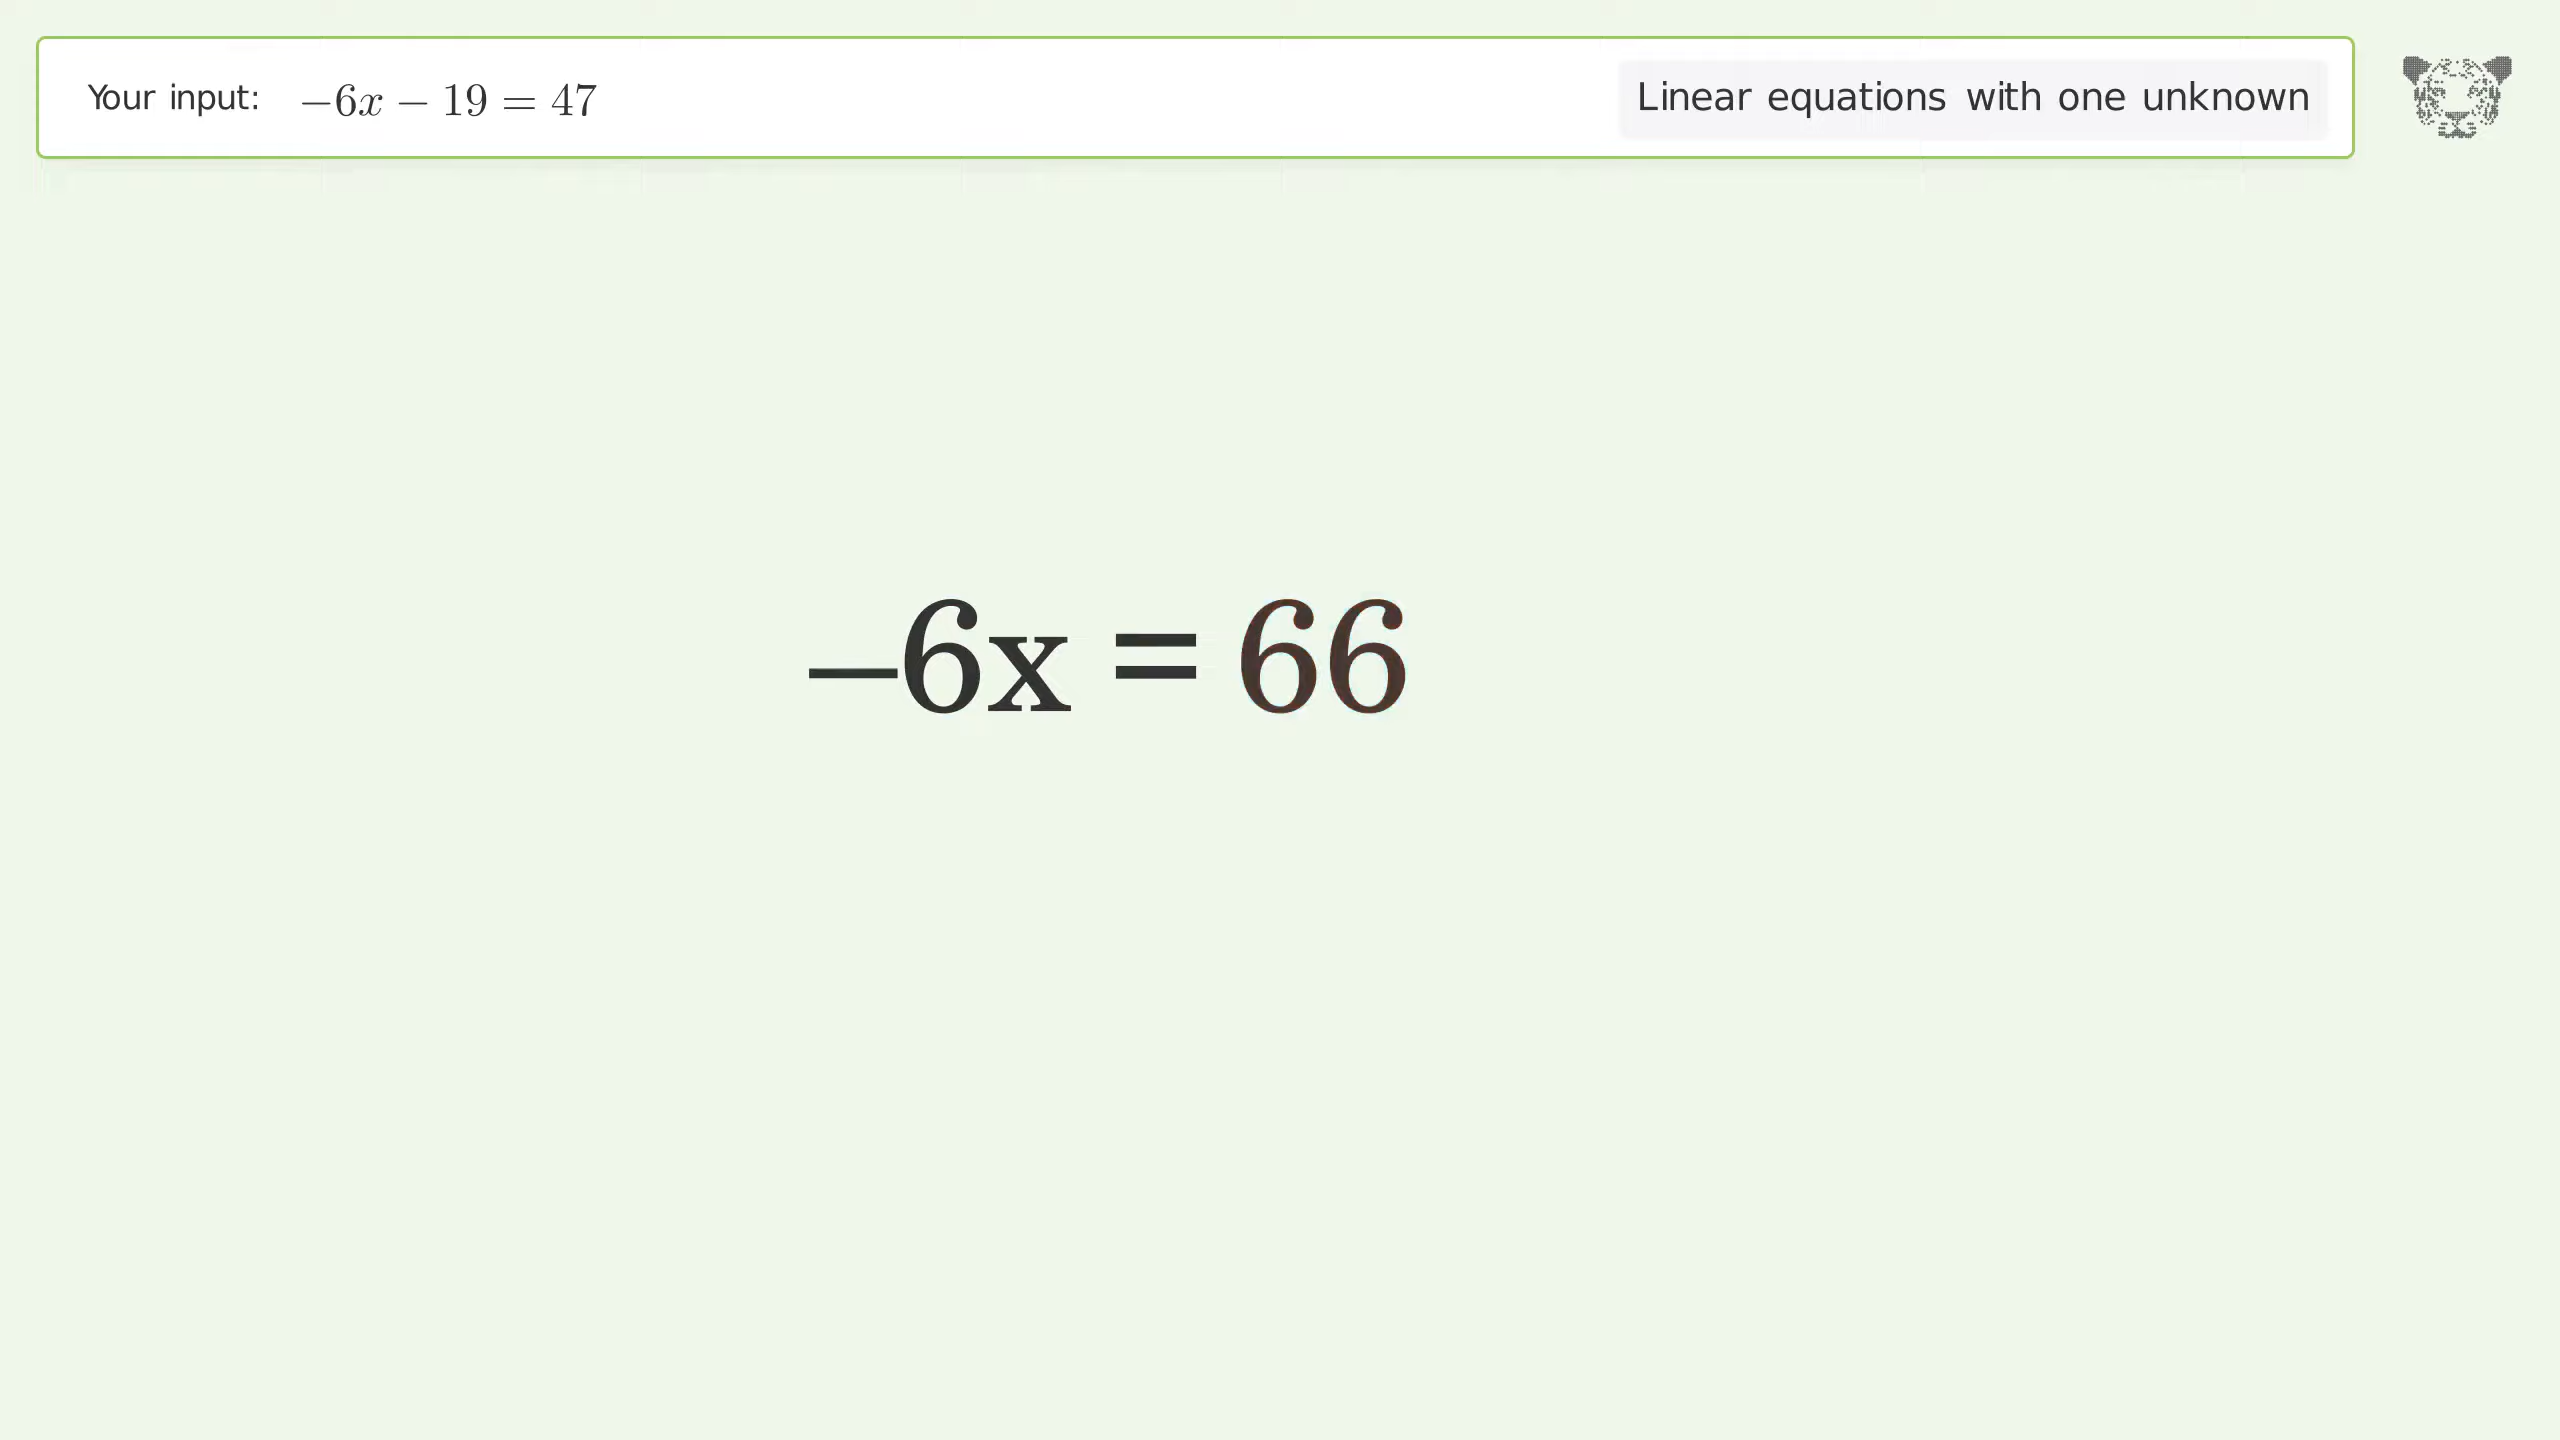 Your input: −6x − 19 = 47
Linear equations with one unknown
−6x = 66